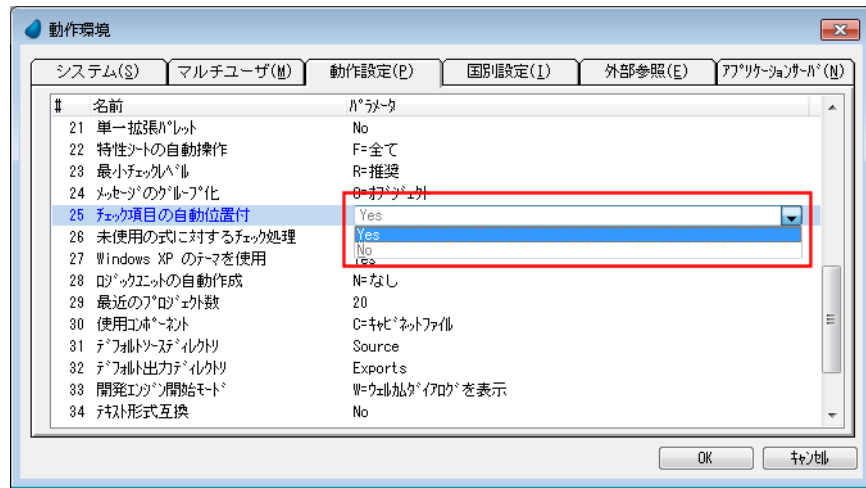 動作環境
システム(S) マルチユーザ(M) 動作設定(P) 国別設定(I) 外部参照(E) ｱﾌﾟﾘｹｰｼｮﾝｻｰﾊﾞ(N)
# 名前 ﾊﾟﾗﾒｰﾀ
21 単一拡張ﾊﾟﾚｯﾄ No
22 特性ｼｰﾄの自動操作 F=全て
23 最小ﾁｪｯｸﾚﾍﾞﾙ R=推奨
24 ﾒｯｾｰｼﾞのｸﾞﾙｰﾌﾟ化 O=ｵﾌﾞｼﾞｪｸﾄ
25 ﾁｪｯｸ項目の自動位置付 Yes
Yes
26 未使用の式に対するﾁｪｯｸ処理
No
27 Windows XP のﾃｰﾏを使用 Yes
28 ﾛｼﾞｯｸﾕﾆｯﾄの自動作成 N=なし
29 最近のﾌﾟﾛｼﾞｪｸﾄ数 20
30 使用ｺﾝﾎﾟｰﾈﾝﾄ C=ｷｬﾋﾞﾈｯﾄﾌｧｲﾙ
31 ﾃﾞﾌｫﾙﾄｿｰｽﾃﾞｨﾚｸﾄﾘ Source
32 ﾃﾞﾌｫﾙﾄ出力ﾃﾞｨﾚｸﾄﾘ Exports
33 開発ｴﾝｼﾞﾝ開始ﾓｰﾄﾞ W=ｳｪﾙｶﾑﾀﾞｲｱﾛｸﾞを表示
34 ﾃｷｽﾄ形式互換 No
OK ｷｬﾝｾﾙ